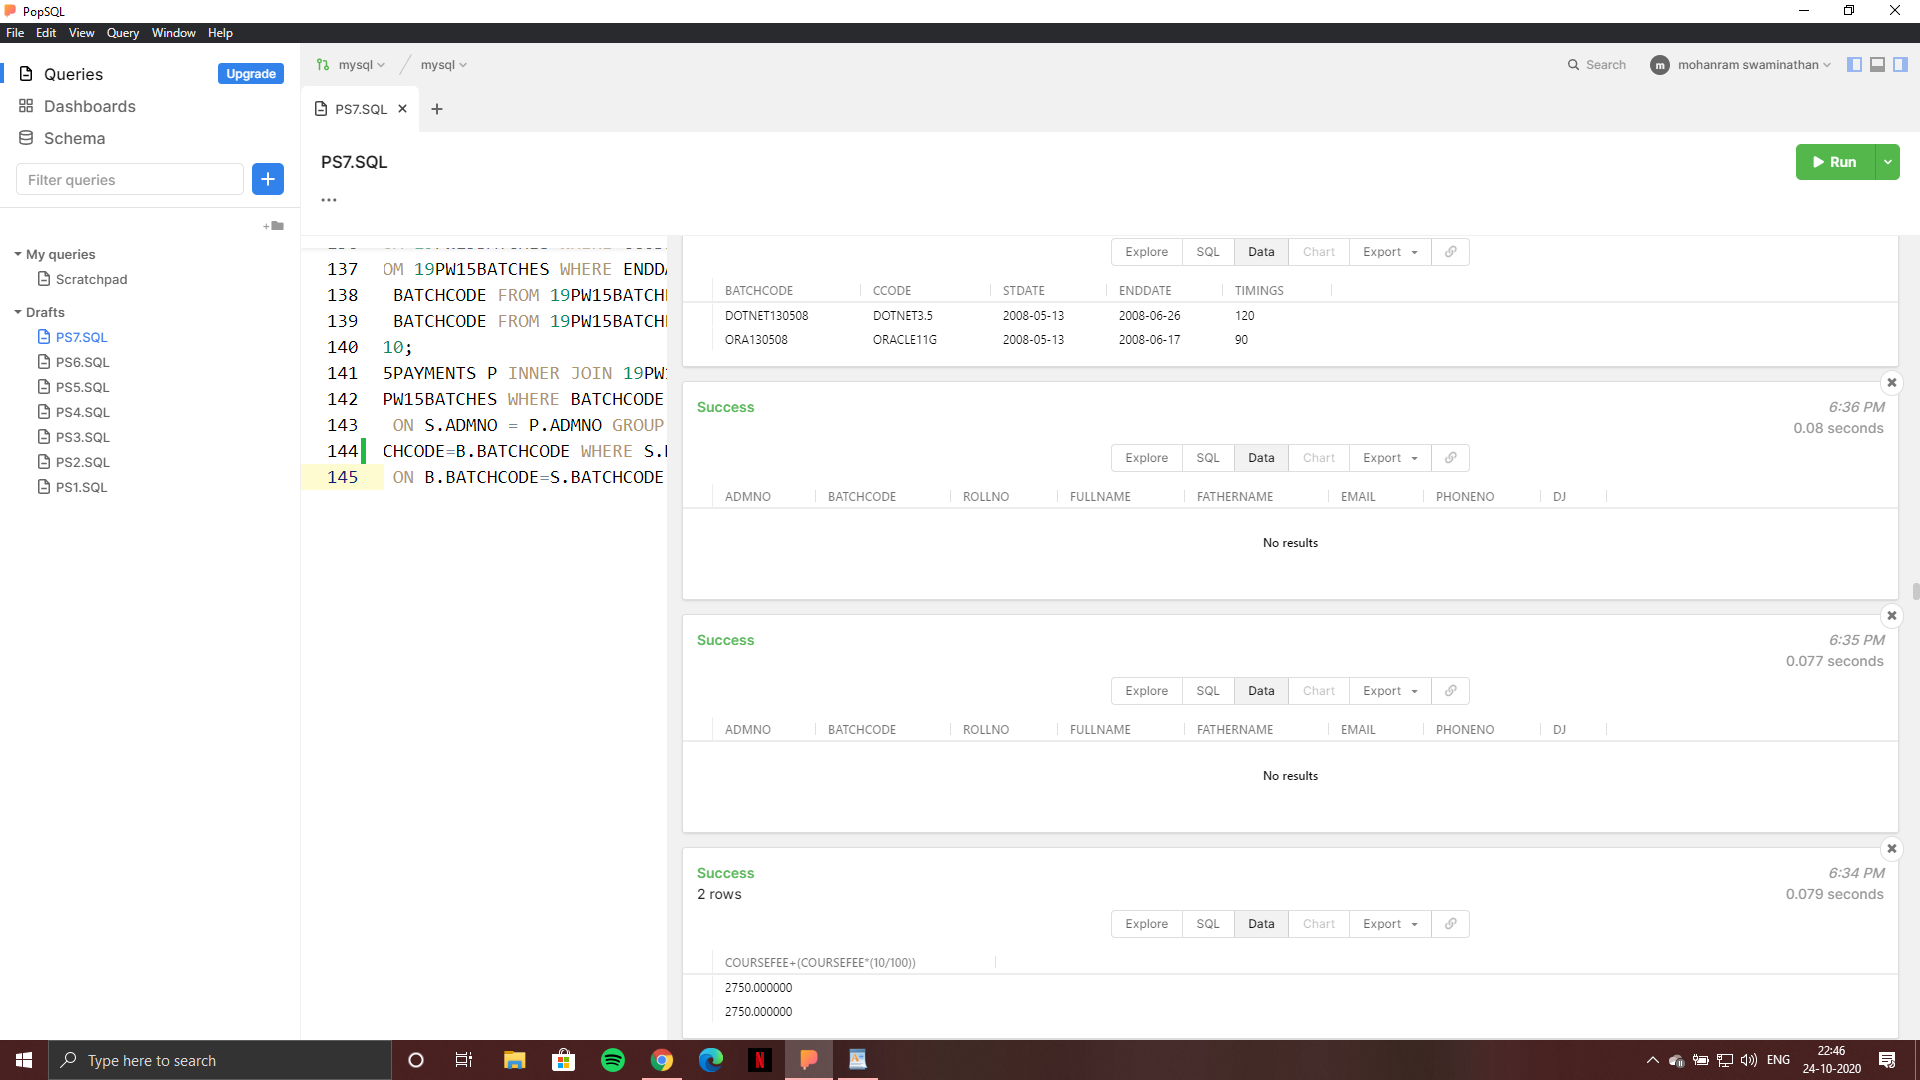 PopSQL
File Edit View Query Window Help
Queries
Upgrade
Dashboards
Schema
Filter queries
My queries
Scratchpad
Drafts
PS7.SQL
PS6.SQL
PS5.SQL
PS4.SQL
PS3.SQL
PS2.SQL
PS1.SQL
mysql mysql
Search
m mohanram swaminathan
PS7.SQL
PS7.SQL
...
Run
137 OM 19PW15BATCHES WHERE ENDDA
138 BATCHCODE FROM 19PW15BATCH
139 BATCHCODE FROM 19PW15BATCH
140 10;
141 5PAYMENTS P INNER JOIN 19PW
142 PW15BATCHES WHERE BATCHCODE
143 ON S.ADMNO = P.ADMNO GROUP
144 CHCODE=B.BATCHCODE WHERE S.
145 ON B.BATCHCODE=S.BATCHCODE
Explore SQL Data Chart Export
BATCHCODE CCODE STDATE ENDDATE TIMINGS
DOTNET130508 DOTNET3.5 2008-05-13 2008-06-26 120
ORA130508 ORACLE11G 2008-05-13 2008-06-17 90
Success 6:36 PM
0.08 seconds
Explore SQL Data Chart Export
ADMNO BATCHCODE ROLLNO FULLNAME FATHERNAME EMAIL PHONENO DJ
No results
Success 6:35 PM
0.077 seconds
Explore SQL Data Chart Export
ADMNO BATCHCODE ROLLNO FULLNAME FATHERNAME EMAIL PHONENO DJ
No results
Success 6:34 PM
2 rows 0.079 seconds
Explore SQL Data Chart Export
COURSEFEE+(COURSEFEE*(10/100))
2750.000000
2750.000000
Type here to search
ENG
22:46
24-10-2020